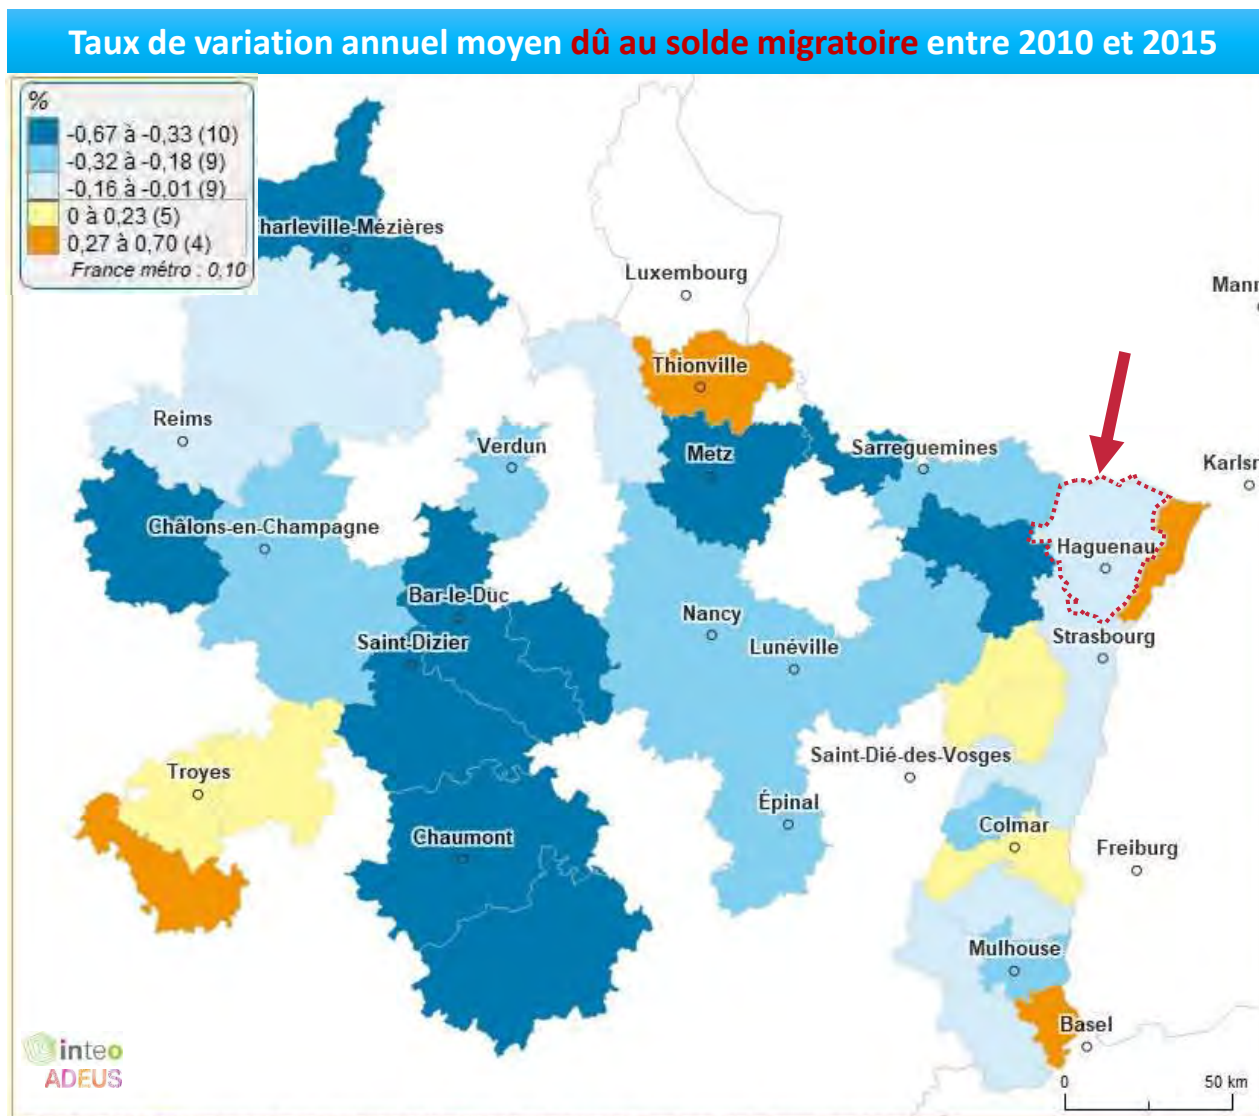 Taux de variation annuel moyen dû au solde migratoire entre 2010 et 2015
%
-0,67 à -0,33 (10)
-0,32 à -0,18 (9)
-0,16 à -0,01 (9)
0 à 0,23 (5)
0,27 à 0,70 (4)
France métro : 0,10
harleville-Mézières
Luxembourg
Mann
Thionville
Reims
Verdun
Metz
Sarreguemines
Karlsr
Châlons-en-Champagne
Haguenau
Bar-le-Duc
Nancy
Saint-Dizier
Lunéville
Strasbourg
Saint-Dié-des-Vosges
Troyes
Épinal
Colmar
Chaumont
Freiburg
Mulhouse
Basel
inteo
ADEUS
0
50 km